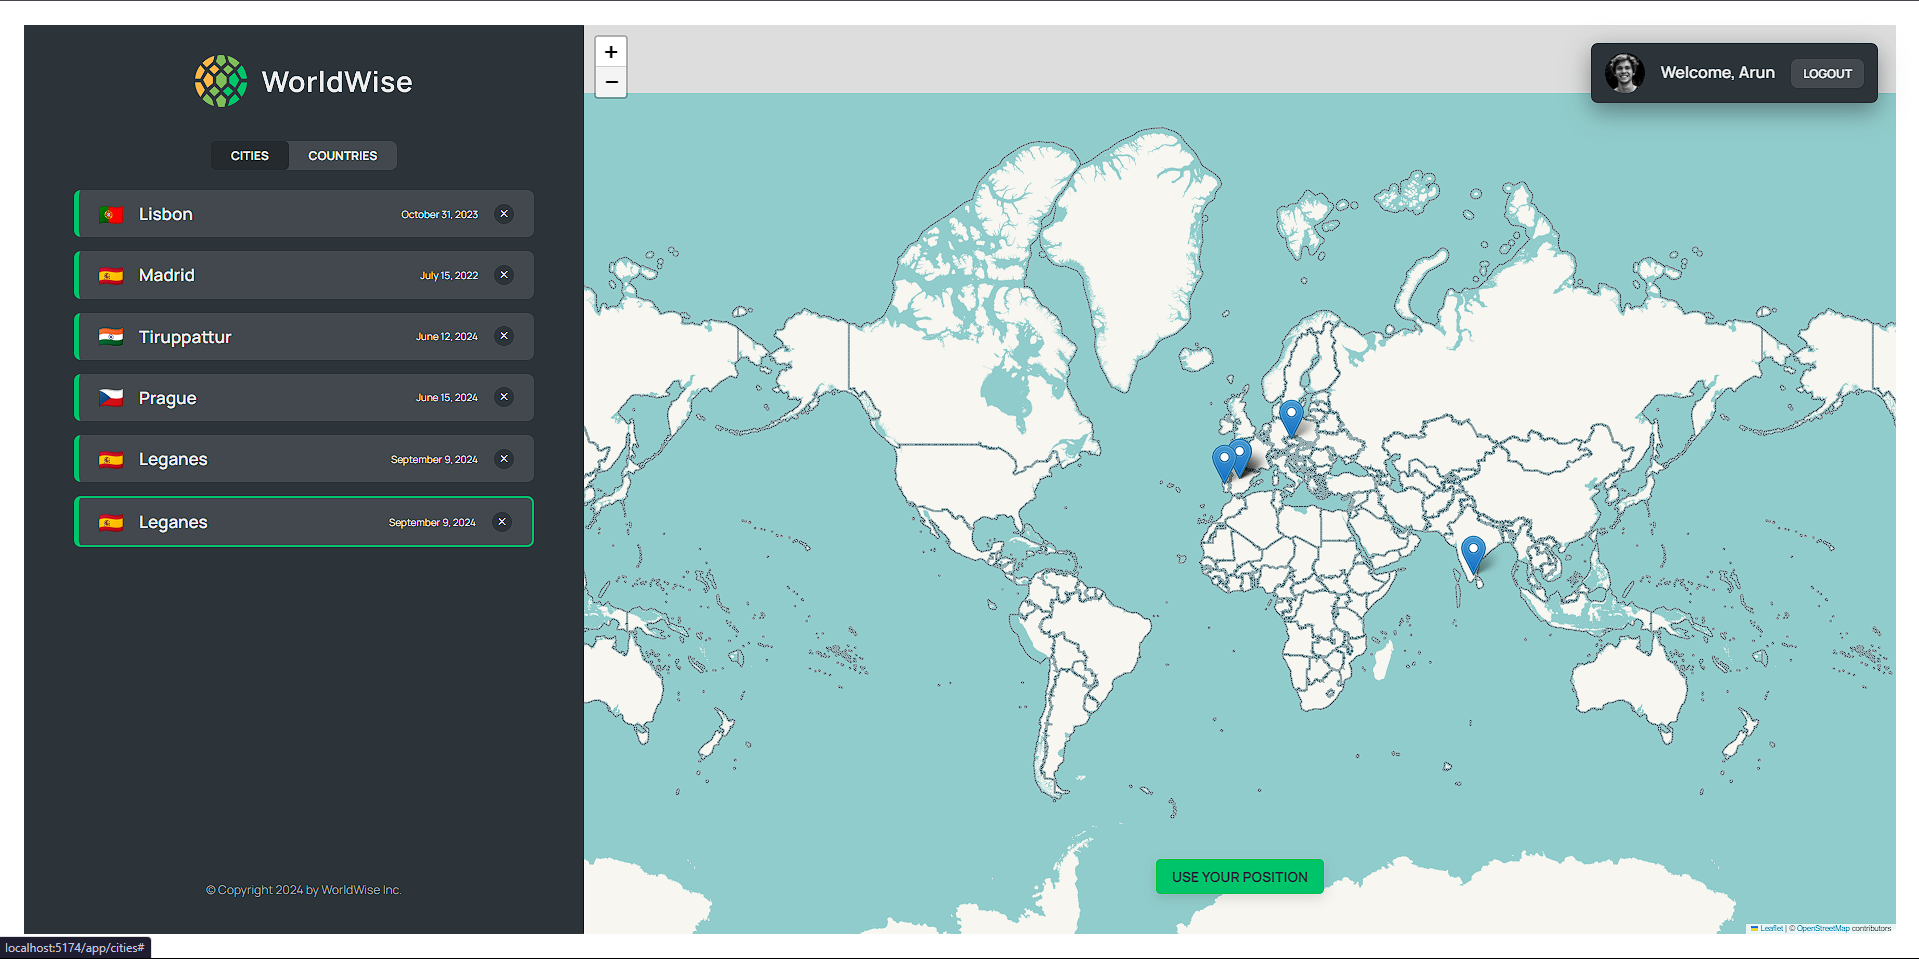 WorldWise
CITIES COUNTRIES
Lisbon October 31, 2023 ×
Madrid July 15, 2022 ×
Tiruppattur June 12, 2024 ×
Prague June 15, 2024 ×
Leganes September 9, 2024 ×
Leganes September 9, 2024 ×
© Copyright 2024 by WorldWise Inc.
+
−
Welcome, Arun LOGOUT
USE YOUR POSITION
Leaflet | © OpenStreetMap contributors
localhost:5174/app/cities#